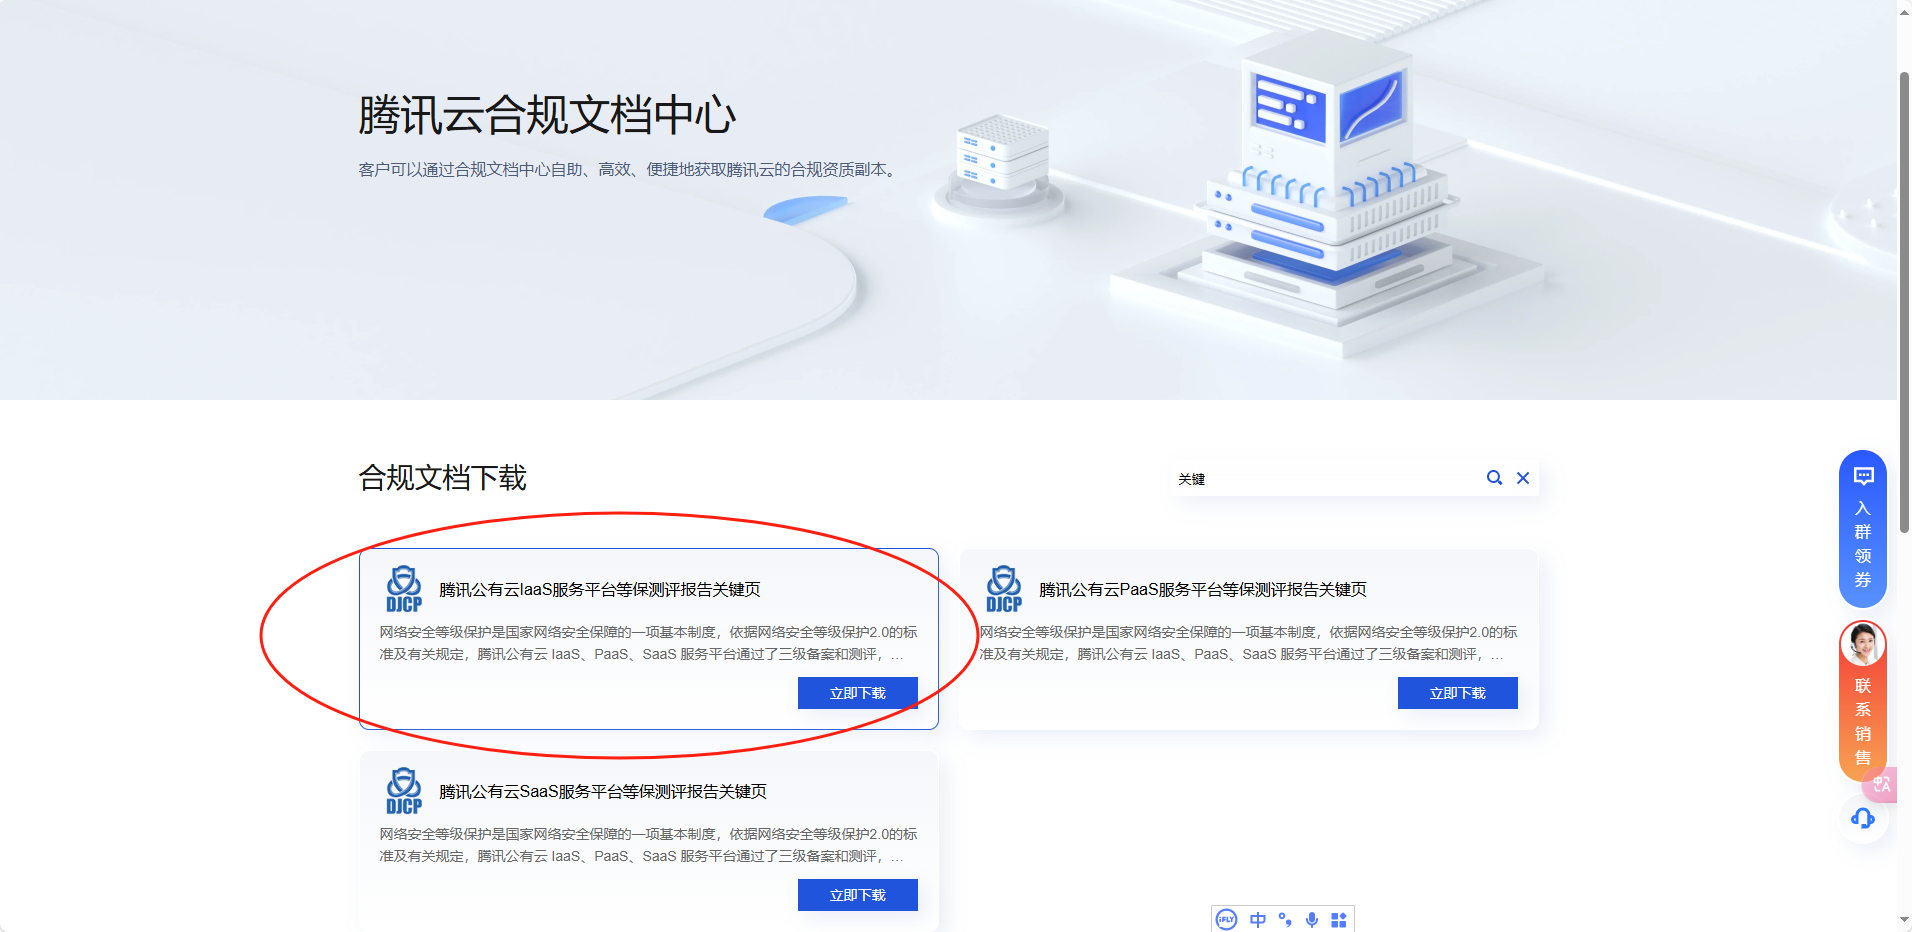 腾讯云合规文档中心
客户可以通过合规文档中心自助、高效、便捷地获取腾讯云的合规资质副本。
合规文档下载
关键
DJCP
腾讯公有云IaaS服务平台等保测评报告关键页
网络安全等级保护是国家网络安全保障的一项基本制度，依据网络安全等级保护2.0的标
准及有关规定，腾讯公有云 IaaS、PaaS、SaaS 服务平台通过了三级备案和测评，...
立即下载
DJCP
腾讯公有云PaaS服务平台等保测评报告关键页
网络安全等级保护是国家网络安全保障的一项基本制度，依据网络安全等级保护2.0的标
准及有关规定，腾讯公有云 IaaS、PaaS、SaaS 服务平台通过了三级备案和测评，...
立即下载
DJCP
腾讯公有云SaaS服务平台等保测评报告关键页
网络安全等级保护是国家网络安全保障的一项基本制度，依据网络安全等级保护2.0的标
准及有关规定，腾讯公有云 IaaS、PaaS、SaaS 服务平台通过了三级备案和测评，...
立即下载
入群领券
联系销售
中A
iFLY
中